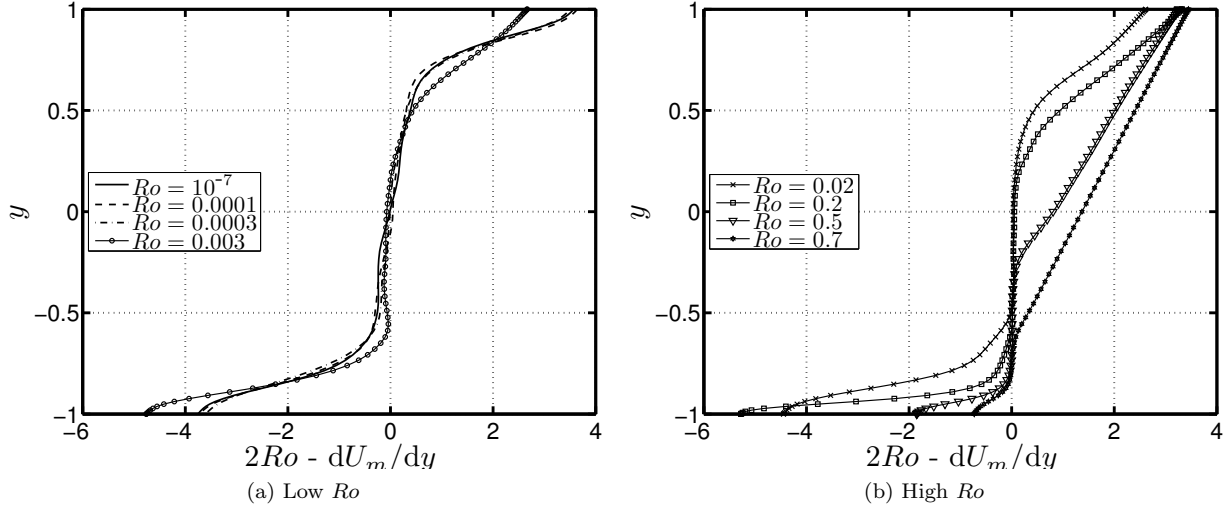 1
0.5
0
−0.5
−1
y
−6
−4
−2
0
2
4
2Ro - dU_m/dy
Ro = 10^-7
Ro = 0.0001
Ro = 0.0003
Ro = 0.003
(a) Low Ro
1
0.5
0
−0.5
−1
y
−6
−4
−2
0
2
4
2Ro - dU_m/dy
Ro = 0.02
Ro = 0.2
Ro = 0.5
Ro = 0.7
(b) High Ro